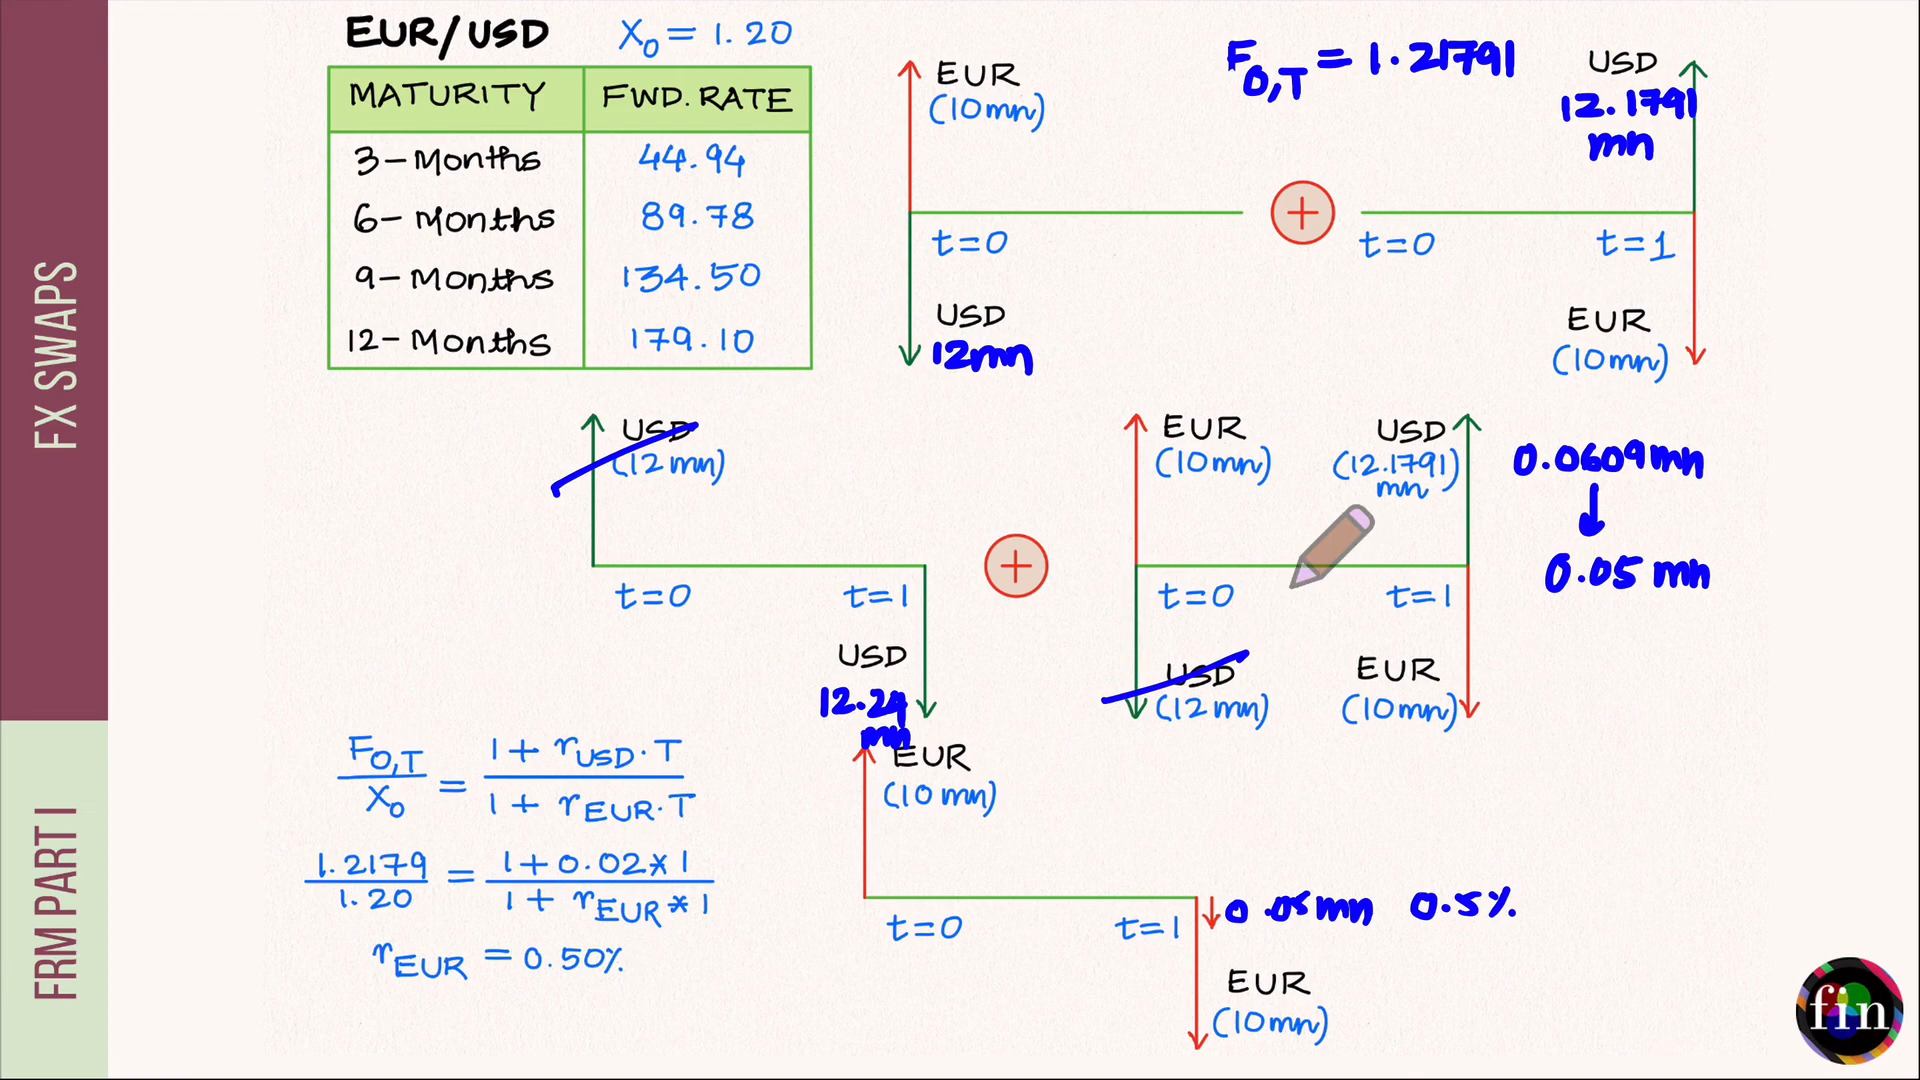 FX SWAPS
FRM PART I
EUR/USD
X0 = 1.20
MATURITY FWD. RATE
3-Months 44.94
6-Months 89.78
9-Months 134.50
12-Months 179.10
EUR
(10mn)
t=0
USD
12mn
+
F0,T = 1.21791
USD
12.1791
mn
t=0
t=1
EUR
(10mn)
USD
(12mn)
t=0
t=1
USD
12.24
mn
+
EUR
(10mn)
USD
(12.1791)
mn
t=0
t=1
USD
(12mn)
EUR
(10mn)
0.0609mn
↓
0.05 mn
F0,T / X0 = 1 + rUSD·T / 1 + rEUR·T
1.2179 / 1.20 = 1+0.02*1 / 1 + rEUR*1
rEUR = 0.50%
EUR
(10mn)
t=0
t=1
0.05mn 0.5%
EUR
(10mn)
fin